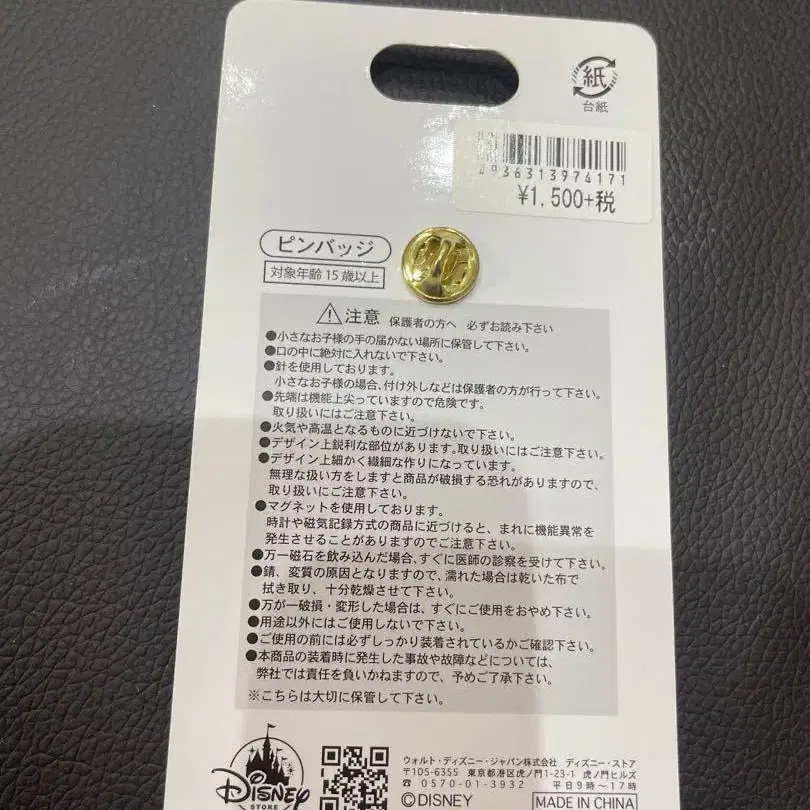 紙
台紙
4936313974171
¥1,500+税
ピンバッジ
対象年齢15歳以上
⚠注意 保護者の方へ 必ずお読み下さい
●小さなお子様の手の届かない場所に保管して下さい。
●口の中に絶対に入れないで下さい。
●針を使用しております。
小さなお子様の場合、付け外しなどは保護者の方が行って下さい。
●先端は機能上尖っていますので危険です。
取り扱いにはご注意下さい。
●火気や高温となるものに近づけないで下さい。
●デザイン上鋭利な部位があります。取り扱いにはご注意下さい。
●デザイン上細かく繊細な作りになっています。
無理な扱い方をしますと商品が破損する恐れがありますので、
取り扱いにご注意下さい。
●マグネットを使用しております。
時計や磁気記録方式の商品に近づけると、まれに機能異常を
発生させることがありますのでご注意下さい。
●万一磁石を飲み込んだ場合、すぐに医師の診察を受けて下さい。
●錆、変質の原因となりますので、濡れた場合は乾いた布で
拭き取り、十分乾燥させて下さい。
●万が一破損・変形した場合は、すぐにご使用をおやめ下さい。
●用途以外にはご使用しないで下さい。
●ご使用の前には必ずしっかり装着されているかご確認下さい。
●本商品の装着時に発生した事故や故障などについては、
弊社では責任を負いかねますので、予めご了承下さい。
※こちらは大切に保管して下さい。
Disney
STORE
ウォルト・ディズニー・ジャパン株式会社 ディズニー・ストア
〒105-6355 東京都港区虎ノ門1-23-1 虎ノ門ヒルズ
☎ 0570-01-3932 平日9時〜17時
©DISNEY
MADE IN CHINA